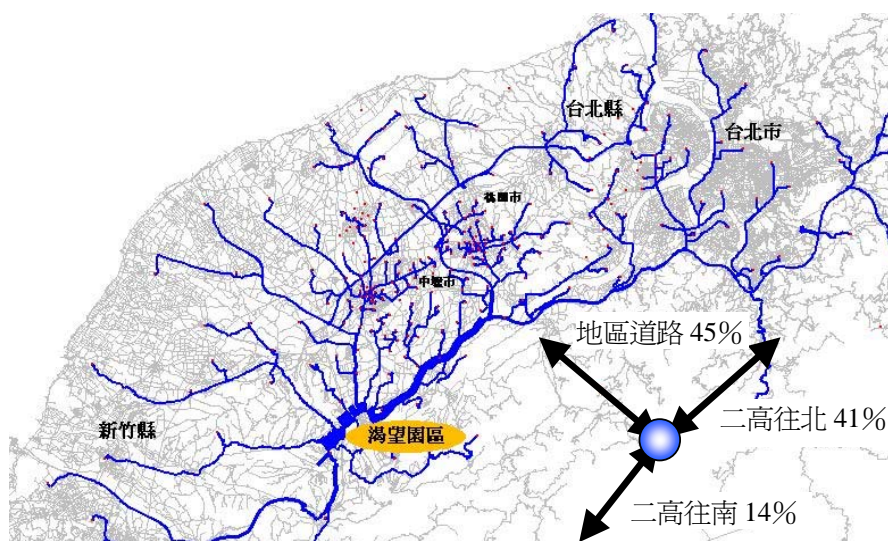 台北縣
台北市
桃園市
中壢市
地區道路 45%
二高往北 41%
新竹縣
渴望園區
二高往南 14%